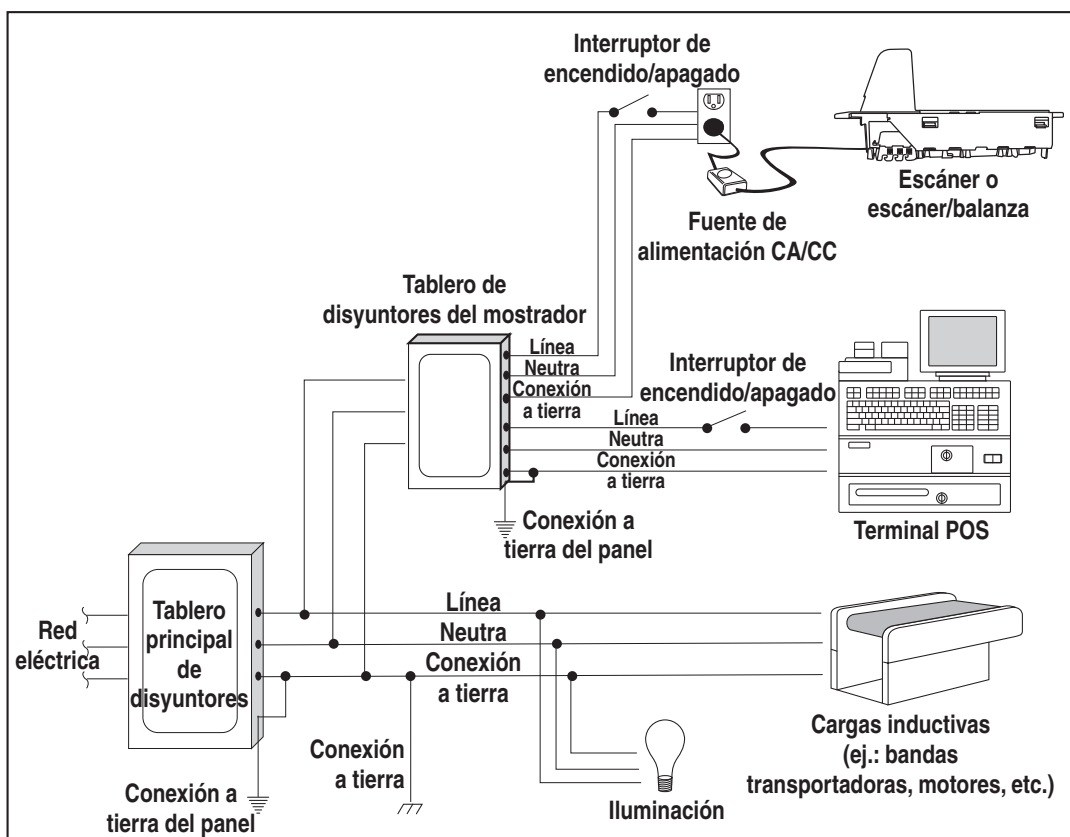 Interruptor de
encendido/apagado
Escáner o
escáner/balanza
Fuente de
alimentación CA/CC
Tablero de
disyuntores del mostrador
Línea
Neutra
Conexión
a tierra
Interruptor de
encendido/apagado
Línea
Neutra
Conexión
a tierra
Terminal POS
Conexión a
tierra del panel
Red
eléctrica
Tablero
principal
de
disyuntores
Línea
Neutra
Conexión
a tierra
Conexión
a tierra
Conexión a
tierra del panel
Iluminación
Cargas inductivas
(ej.: bandas
transportadoras, motores, etc.)